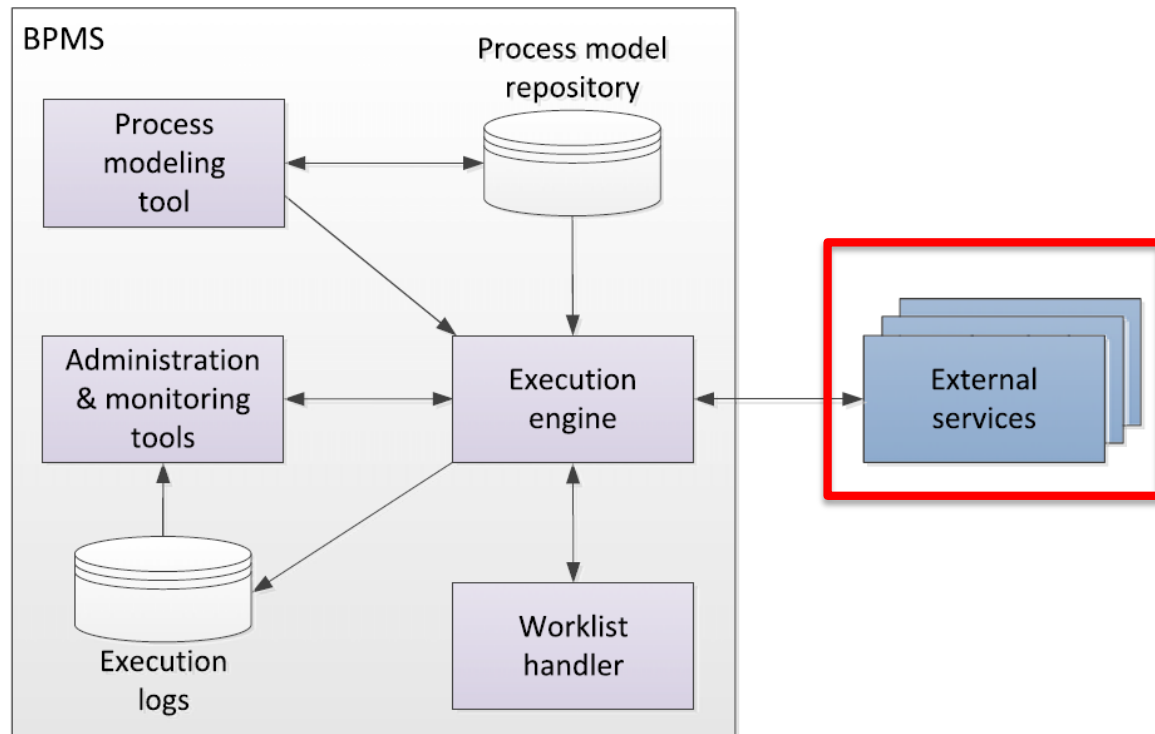 BPMS
Process model
repository
Process
modeling
tool
Administration
& monitoring
tools
Execution
engine
External
services
Execution
logs
Worklist
handler